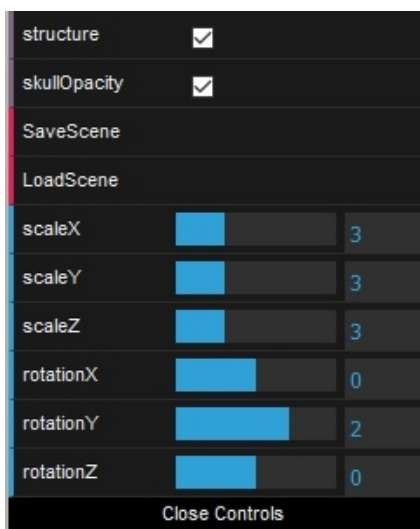 structure
skullOpacity
SaveScene
LoadScene
scaleX 3
scaleY 3
scaleZ 3
rotationX 0
rotationY 2
rotationZ 0
Close Controls